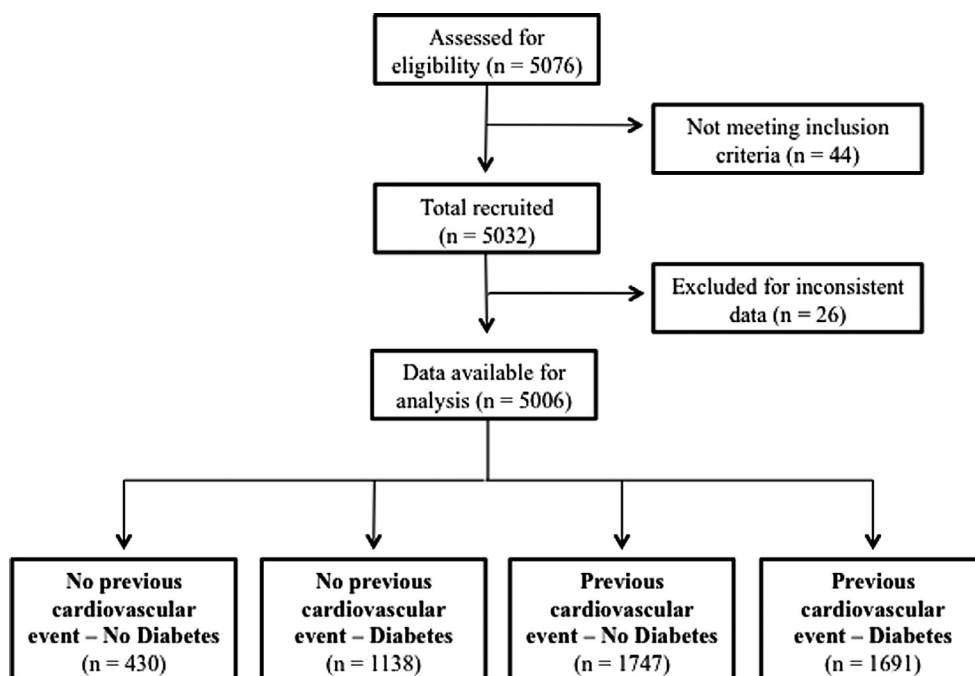 Assessed for
eligibility (n = 5076)
Not meeting inclusion
criteria (n = 44)
Total recruited
(n = 5032)
Excluded for inconsistent
data (n = 26)
Data available for
analysis (n = 5006)
No previous
cardiovascular
event – No Diabetes
(n = 430)
No previous
cardiovascular
event – Diabetes
(n = 1138)
Previous
cardiovascular
event – No Diabetes
(n = 1747)
Previous
cardiovascular
event – Diabetes
(n = 1691)